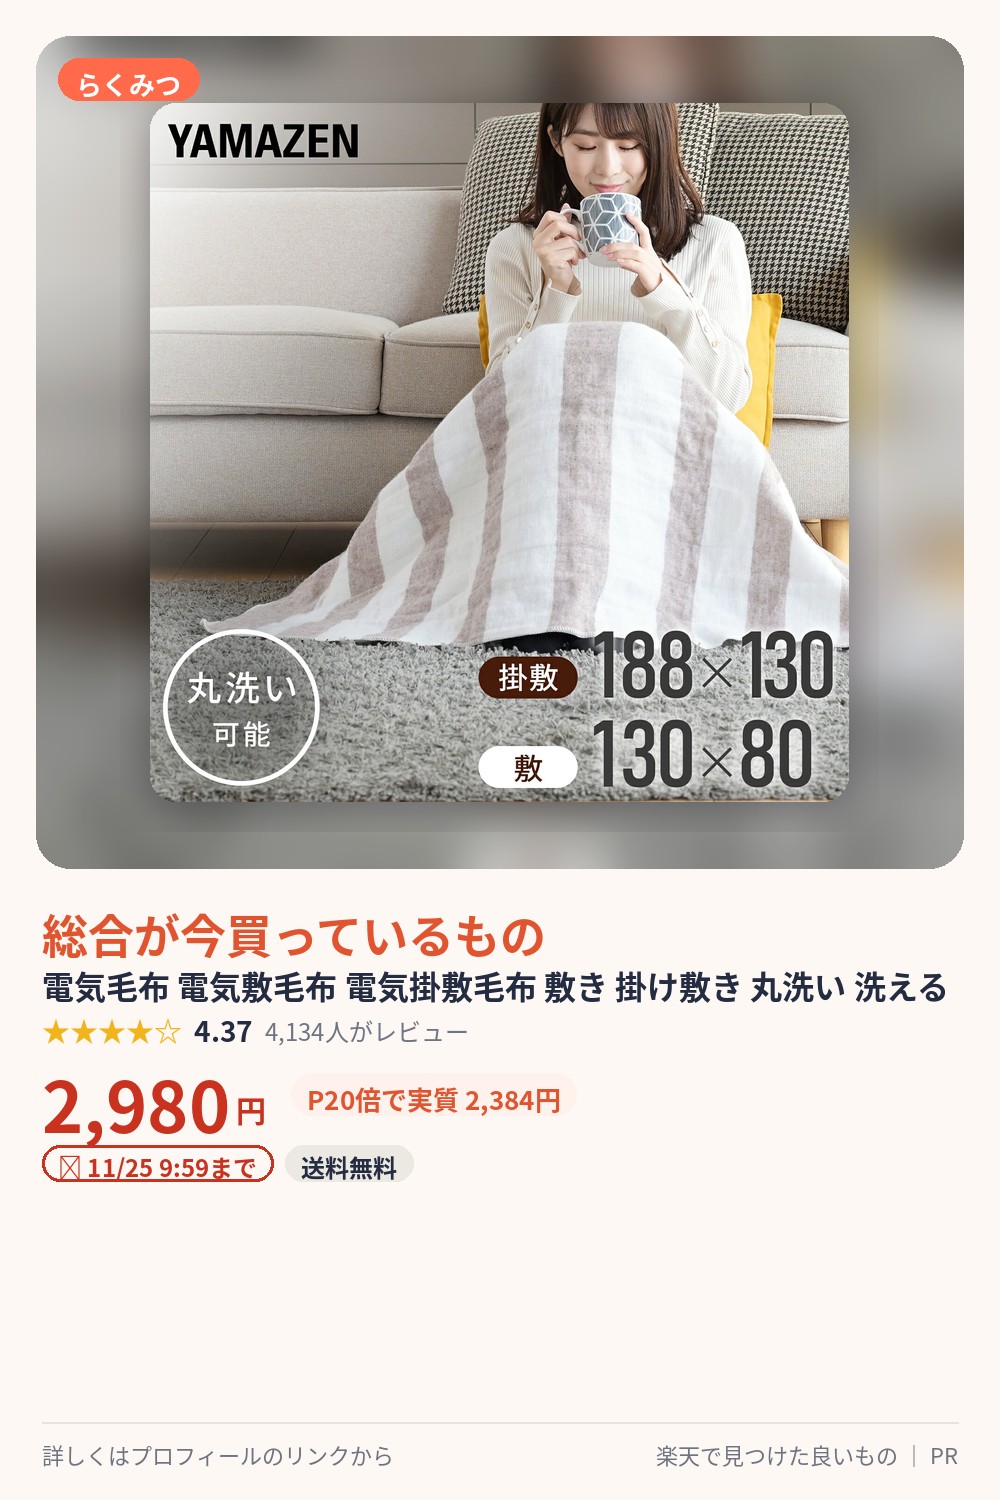 らくみつ
YAMAZEN
丸洗い
可能
掛敷 188×130
敷 130×80
総合が今買っているもの
電気毛布 電気敷毛布 電気掛敷毛布 敷き 掛け敷き 丸洗い 洗える
★★★★☆ 4.37 4,134人がレビュー
2,980円 P20倍で実質 2,384円
11/25 9:59まで 送料無料
詳しくはプロフィールのリンクから
楽天で見つけた良いもの | PR